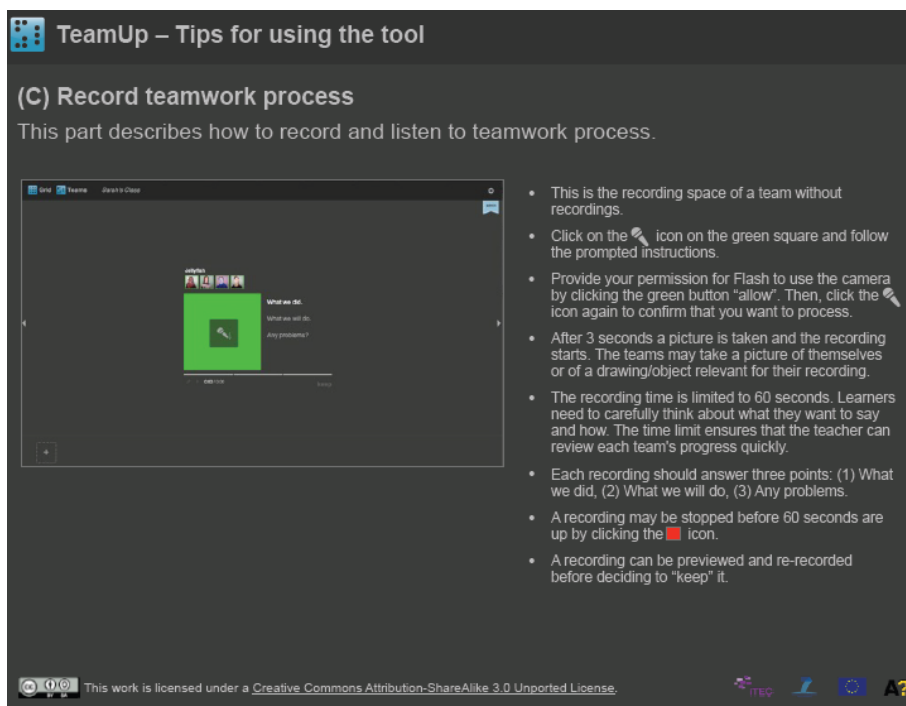 TeamUp – Tips for using the tool
(C) Record teamwork process
This part describes how to record and listen to teamwork process.
Grid Teams
What we did.
What we will do.
Any problems?
• This is the recording space of a team without
recordings.
• Click on the icon on the green square and follow
the prompted instructions.
• Provide your permission for Flash to use the camera
by clicking the green button “allow”. Then, click the
icon again to confirm that you want to process.
• After 3 seconds a picture is taken and the recording
starts. The teams may take a picture of themselves
or of a drawing/object relevant for their recording.
• The recording time is limited to 60 seconds. Learners
need to carefully think about what they want to say
and how. The time limit ensures that the teacher can
review each team's progress quickly.
• Each recording should answer three points: (1) What
we did, (2) What we will do, (3) Any problems.
• A recording may be stopped before 60 seconds are
up by clicking the icon.
• A recording can be previewed and re-recorded
before deciding to “keep” it.
cc BY SA This work is licensed under a Creative Commons Attribution-ShareAlike 3.0 Unported License.
iTEC
A?